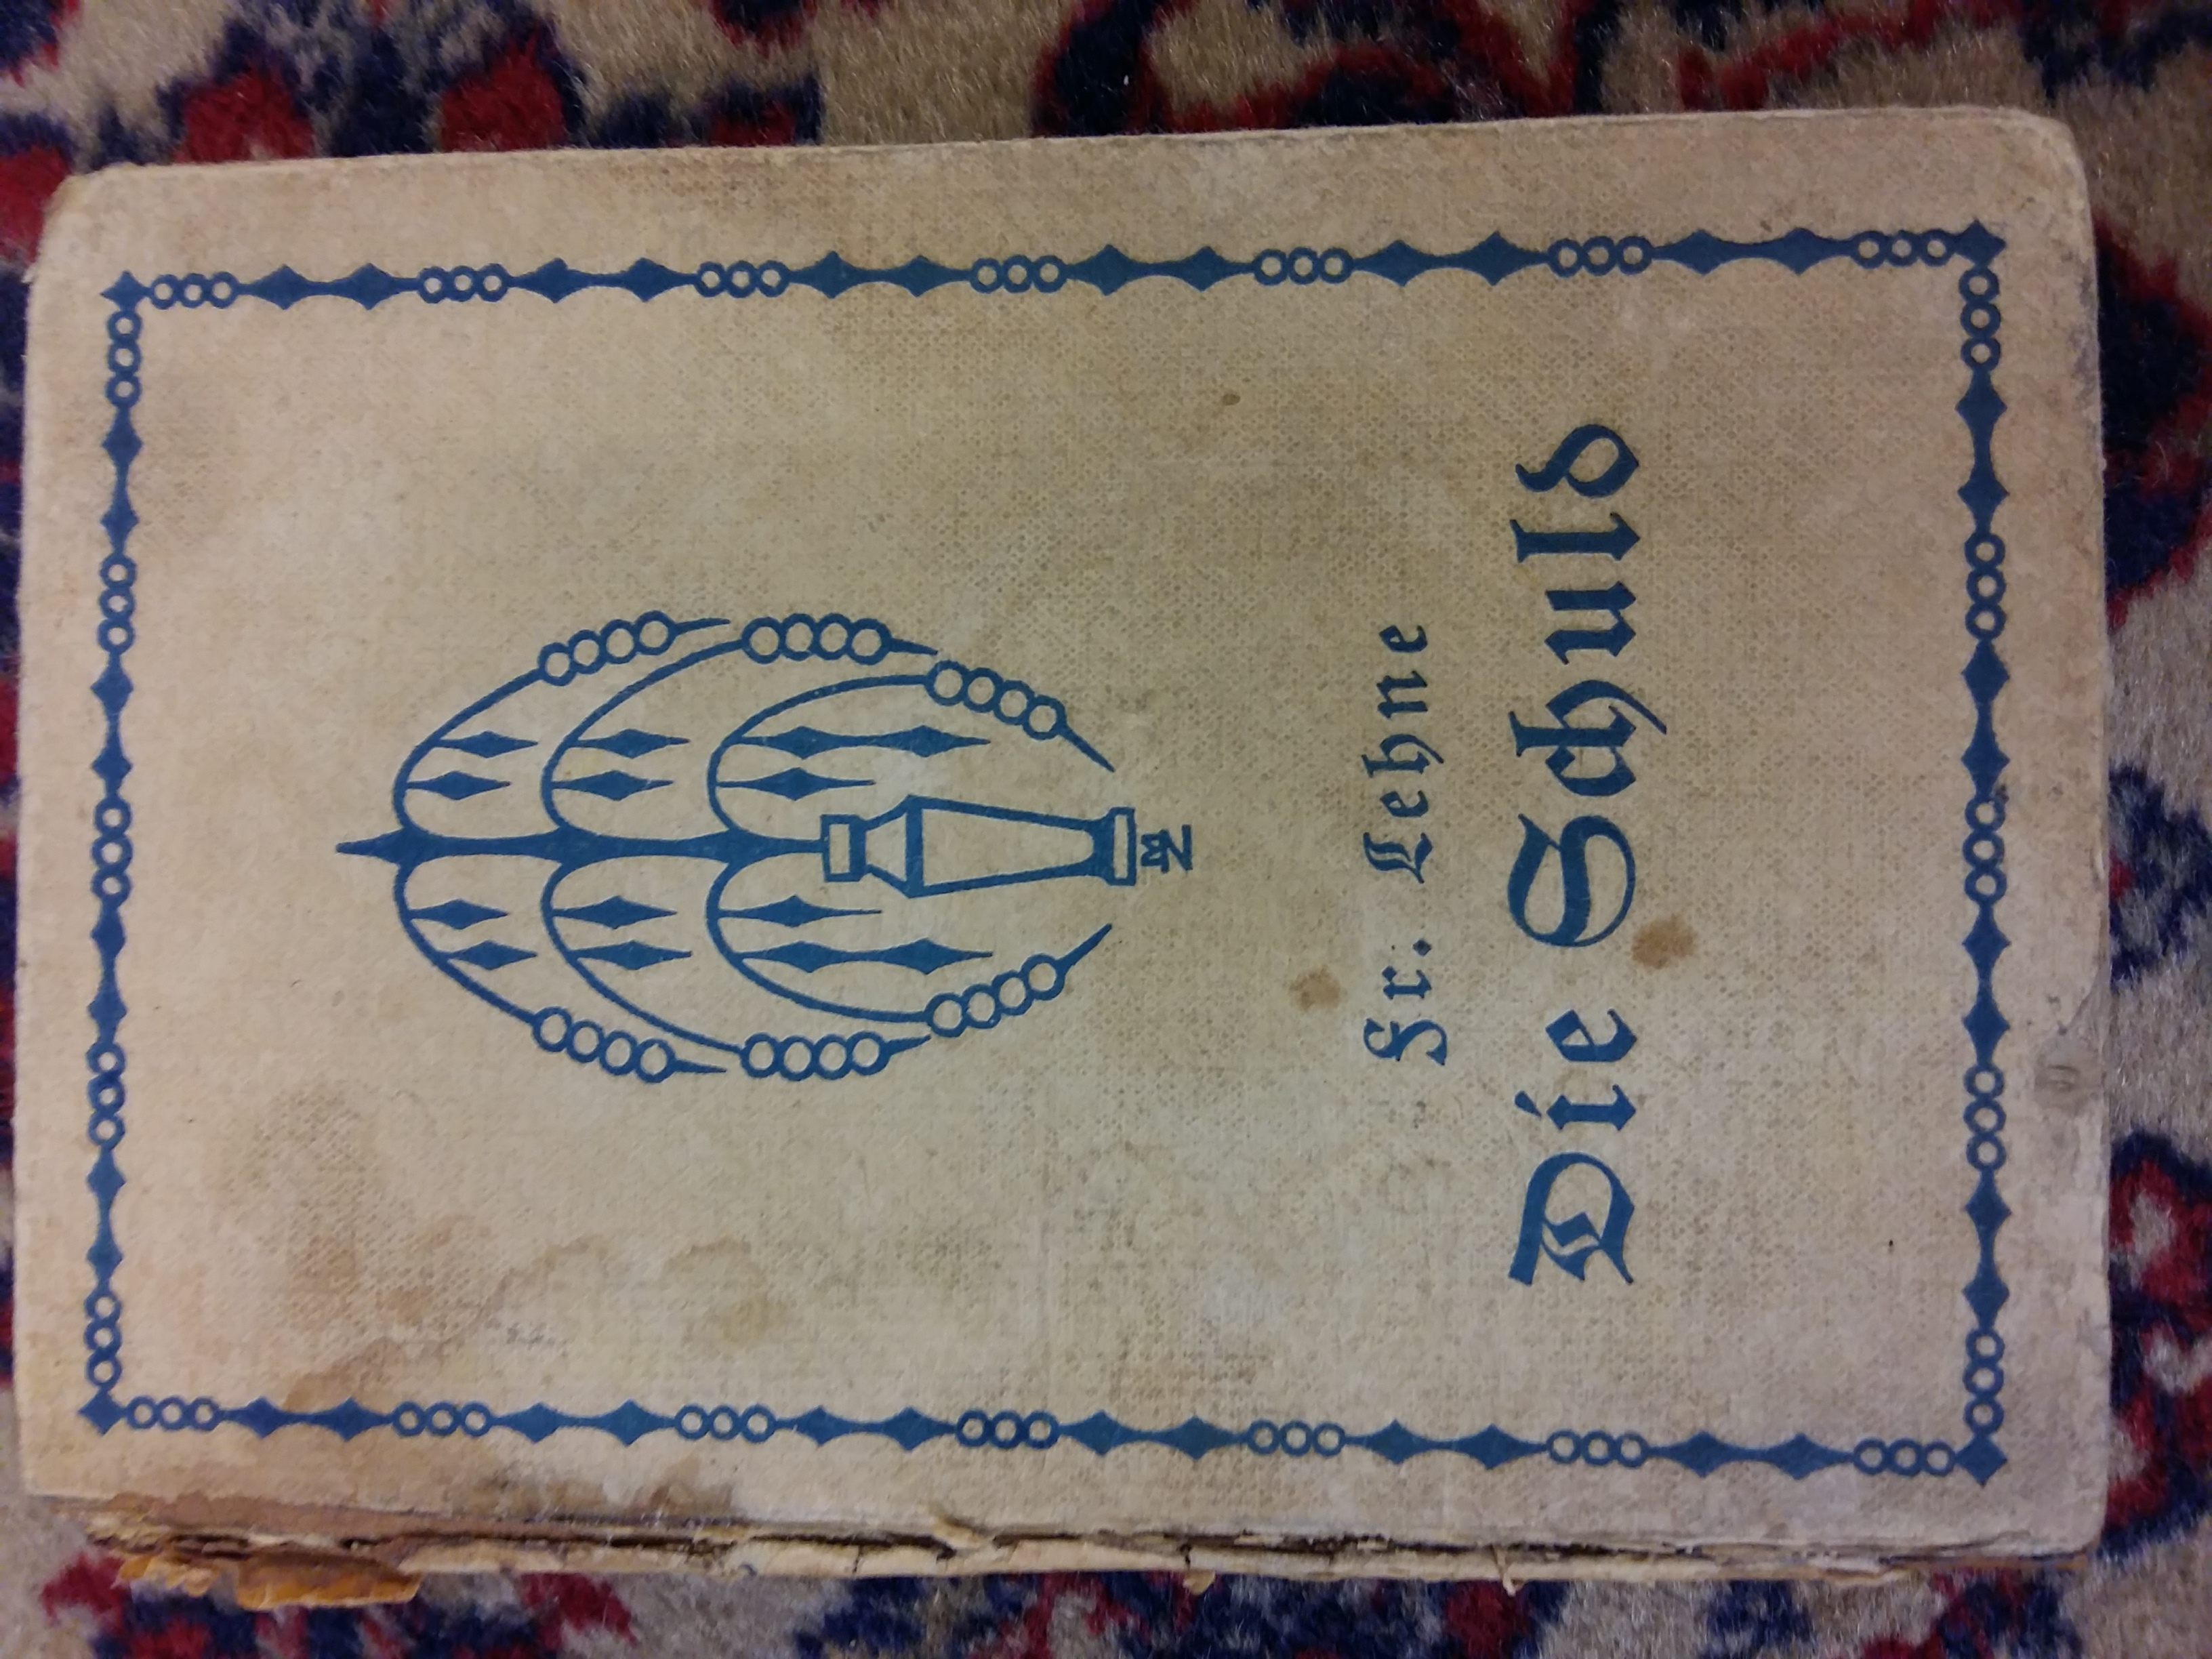 Fr. Lehne
Die Schuld